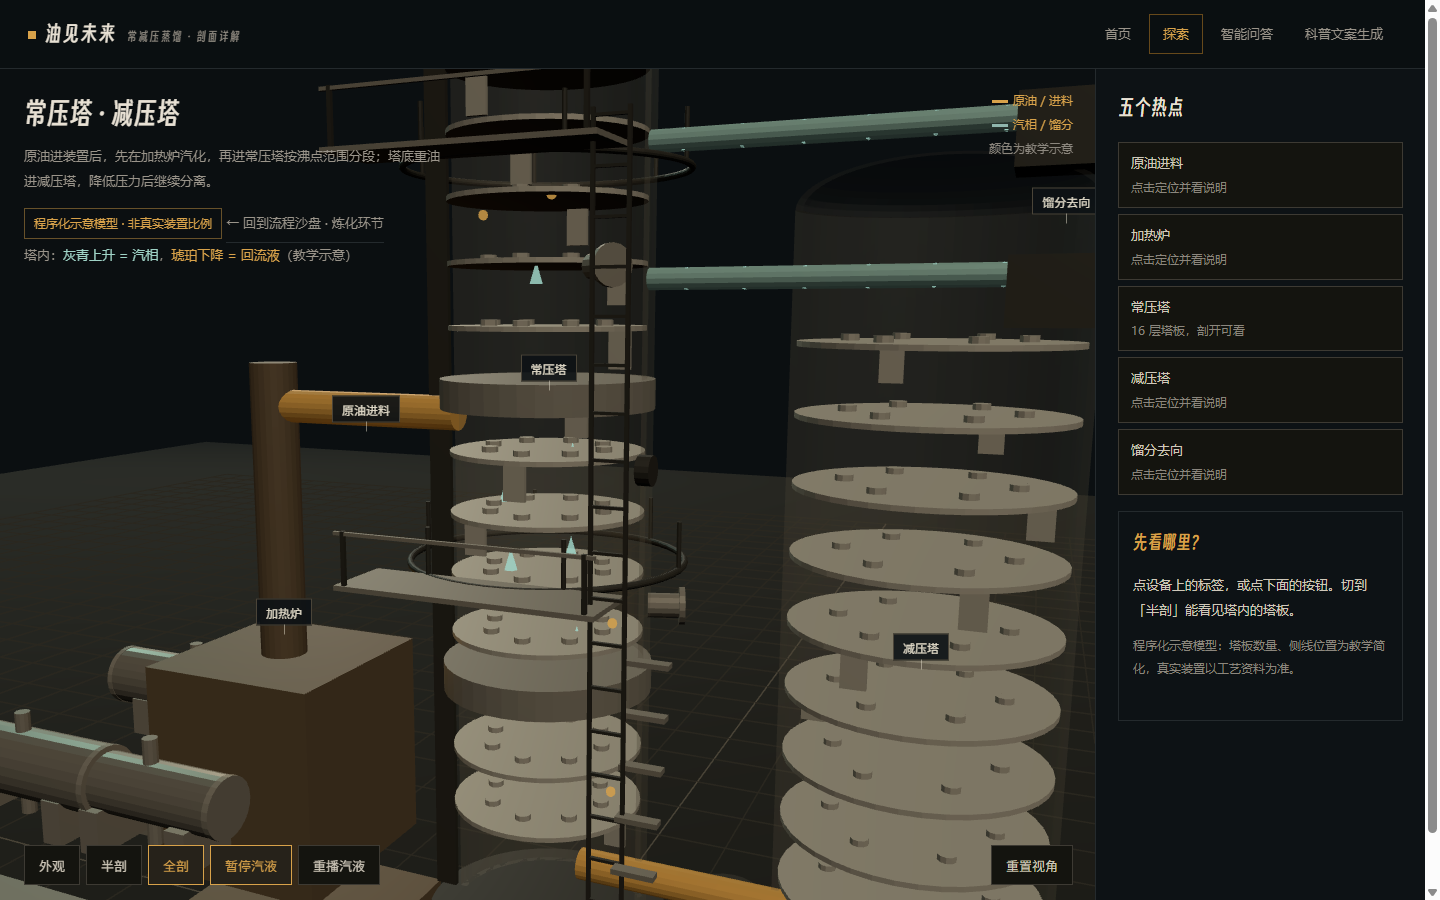 油见未来 常减压蒸馏 · 剖面详解
首页 探索 智能问答 科普文案生成
常压塔 · 减压塔
原油进装置后，先在加热炉汽化，再进常压塔按沸点范围分段；塔底重油
进减压塔，降低压力后继续分离。
程序化示意模型 · 非真实装置比例 ← 回到流程沙盘 · 炼化环节
塔内：灰青上升 = 汽相，琥珀下降 = 回流液（教学示意）
原油 / 进料
汽相 / 馏分
颜色为教学示意
馏分去向
常压塔
原油进料
加热炉
减压塔
外观 半剖 全剖 暂停汽液 重播汽液
重置视角
五个热点
原油进料
点击定位并看说明
加热炉
点击定位并看说明
常压塔
16 层塔板，剖开可看
减压塔
点击定位并看说明
馏分去向
点击定位并看说明
先看哪里？
点设备上的标签，或点下面的按钮。切到
「半剖」能看见塔内的塔板。
程序化示意模型：塔板数量、侧线位置为教学简
化，真实装置以工艺资料为准。